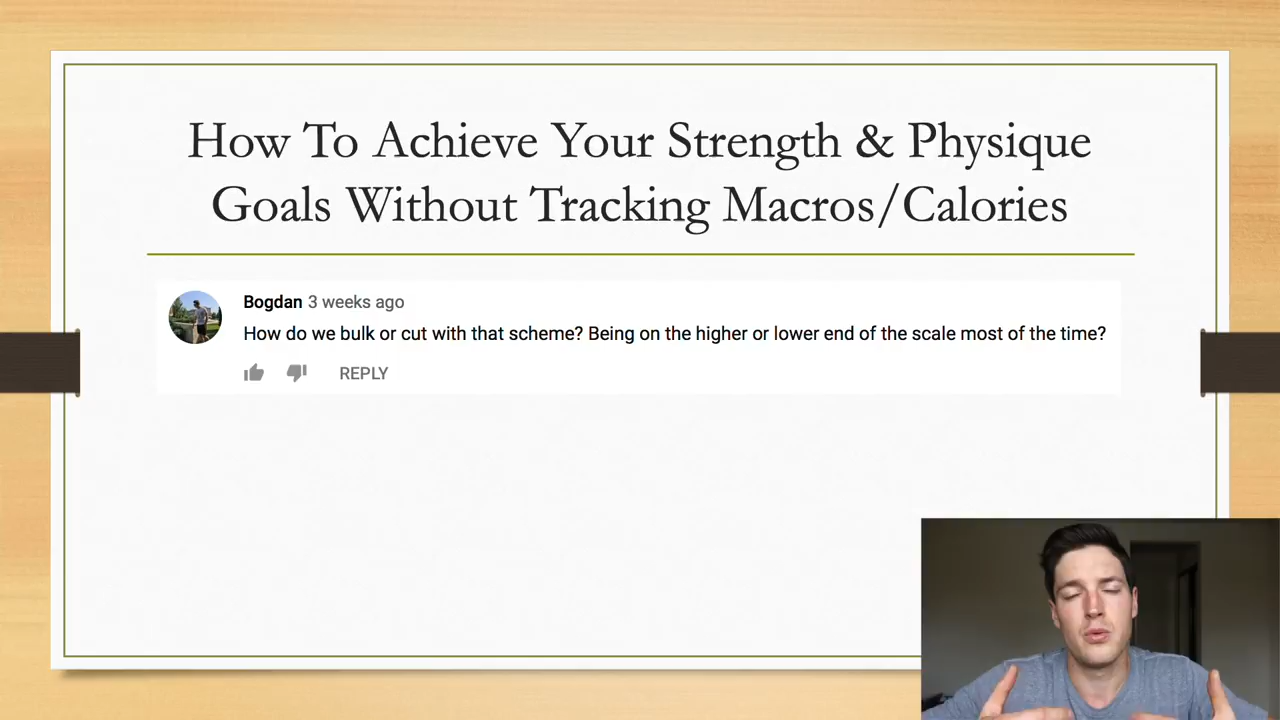 How To Achieve Your Strength & Physique
Goals Without Tracking Macros/Calories
Bogdan 3 weeks ago
How do we bulk or cut with that scheme? Being on the higher or lower end of the scale most of the time?
REPLY